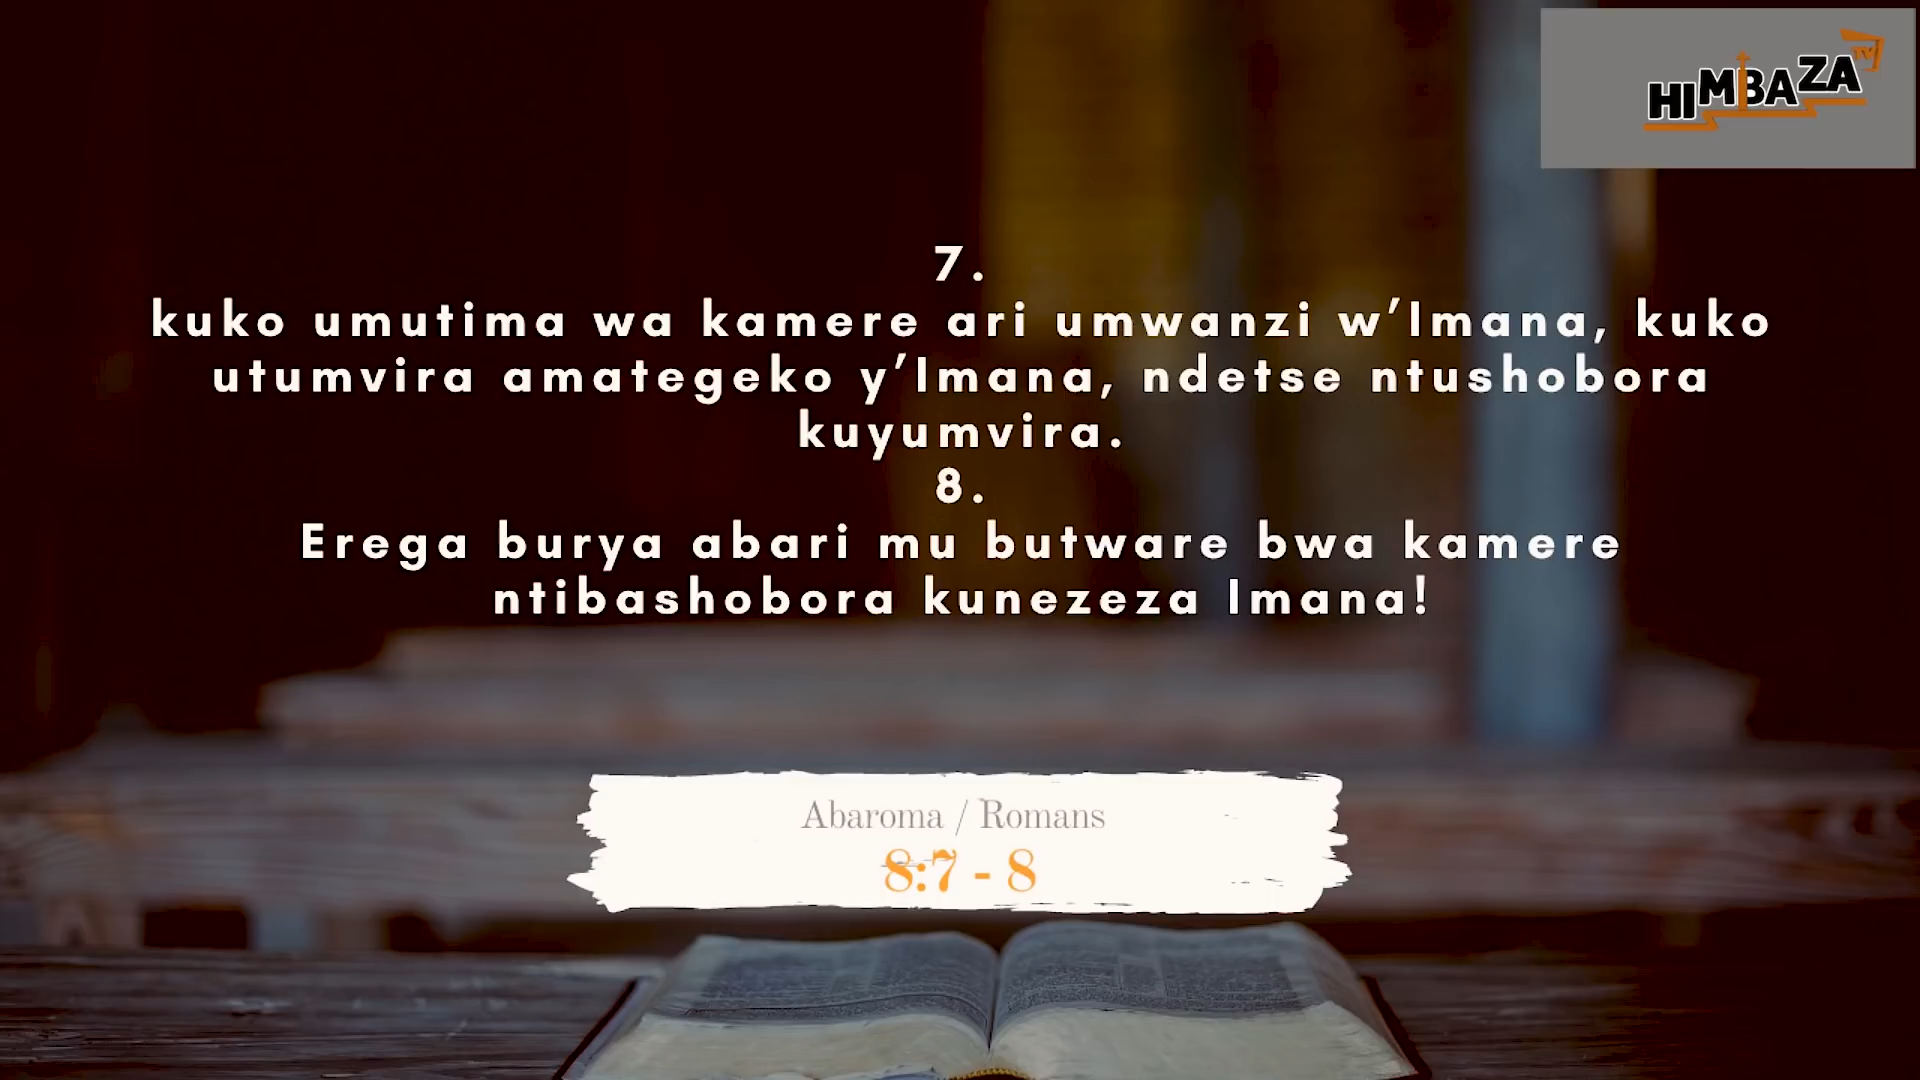 HIMBAZA TV
7.
kuko umutima wa kamere ari umwanzi w’Imana, kuko
utumvira amategeko y’Imana, ndetse ntushobora
kuyumvira.
8.
Erega burya abari mu butware bwa kamere
ntibashobora kunezeza Imana!
Abaroma / Romans
8:7 - 8